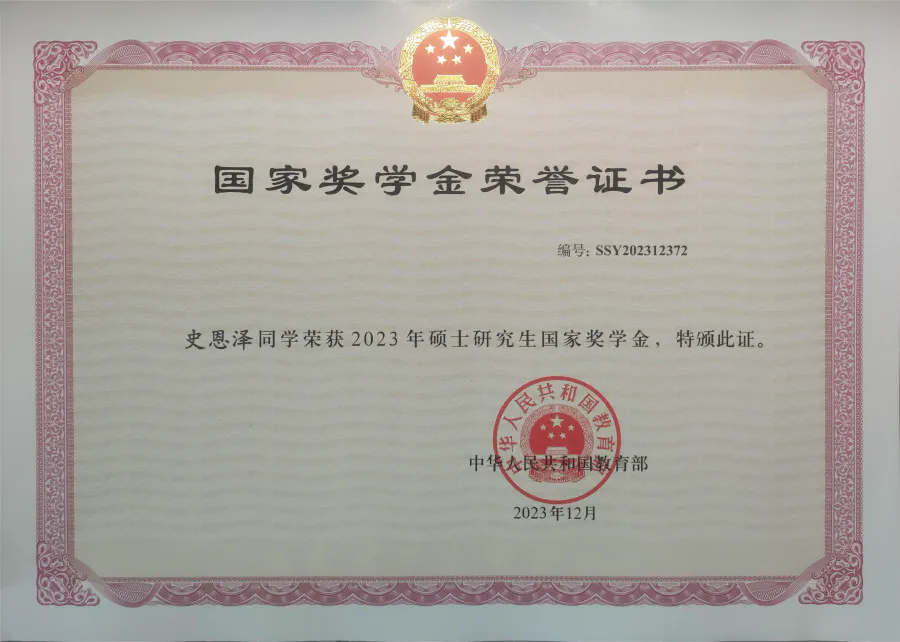 国家奖学金荣誉证书
编号: SSY202312372
史恩泽同学荣获2023年硕士研究生国家奖学金，特颁此证。
中华人民共和国教育部
中华人民共和国教育部
2023年12月